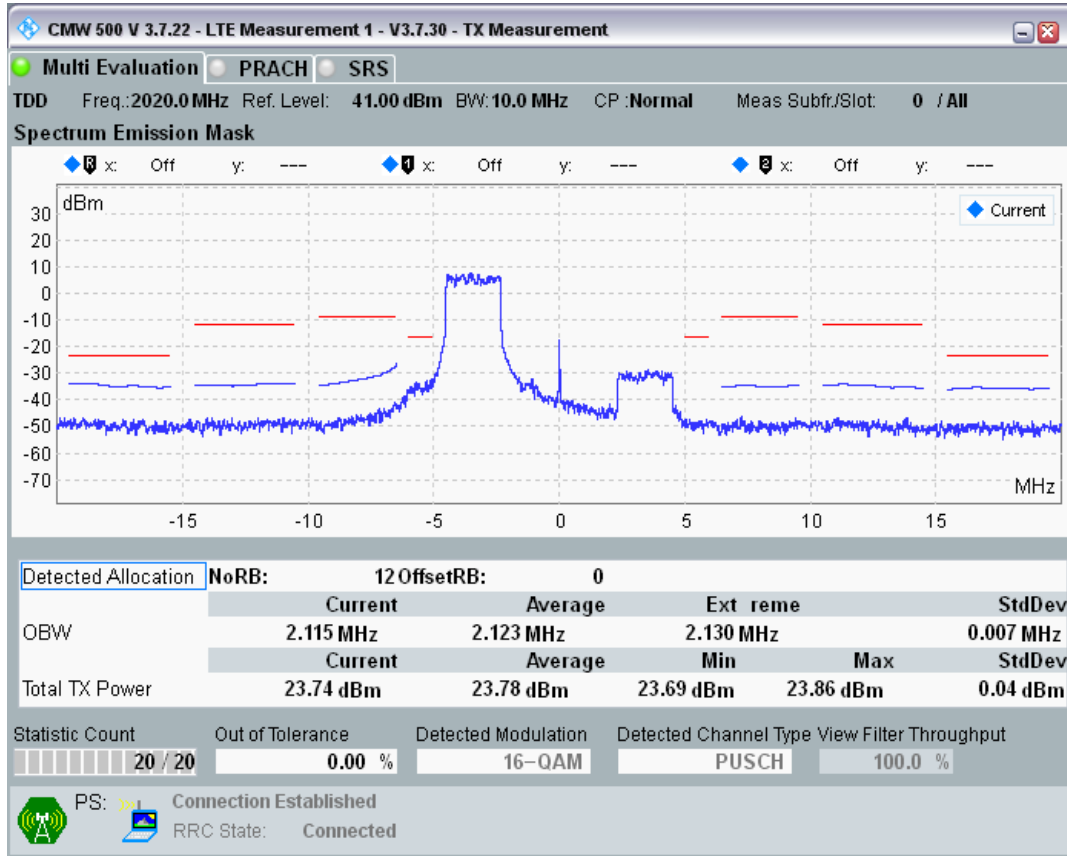 CMW 500 V 3.7.22 - LTE Measurement 1 - V3.7.30 - TX Measurement
Multi Evaluation PRACH SRS
TDD Freq.:2020.0 MHz Ref. Level: 41.00 dBm BW:10.0 MHz CP :Normal Meas Subfr./Slot: 0 / All
Spectrum Emission Mask
R x: Off y: --- 1 x: Off y: --- 2 x: Off y: ---
dBm
Current
30
20
10
0
-10
-20
-30
-40
-50
-60
-70
MHz
-15 -10 -5 0 5 10 15
Detected Allocation NoRB: 12 OffsetRB: 0
Current Average Ext reme StdDev
OBW 2.115 MHz 2.123 MHz 2.130 MHz 0.007 MHz
Current Average Min Max StdDev
Total TX Power 23.74 dBm 23.78 dBm 23.69 dBm 23.86 dBm 0.04 dBm
Statistic Count Out of Tolerance Detected Modulation Detected Channel Type View Filter Throughput
20 / 20 0.00 % 16-QAM PUSCH 100.0 %
PS: Connection Established
RRC State: Connected